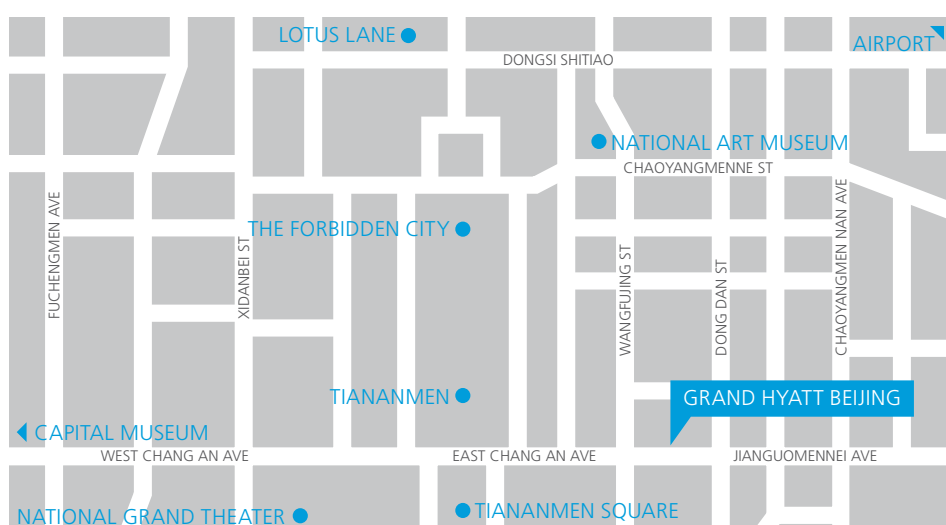 LOTUS LANE
AIRPORT
DONGSI SHITIAO
NATIONAL ART MUSEUM
CHAOYANGMENNE ST
FUCHENGMEN AVE
THE FORBIDDEN CITY
XIDANBEI ST
WANGFUJING ST
DONG DAN ST
CHAOYANGMEN NAN AVE
TIANANMEN
GRAND HYATT BEIJING
CAPITAL MUSEUM
WEST CHANG AN AVE
EAST CHANG AN AVE
JIANGUOMENNEI AVE
NATIONAL GRAND THEATER
TIANANMEN SQUARE